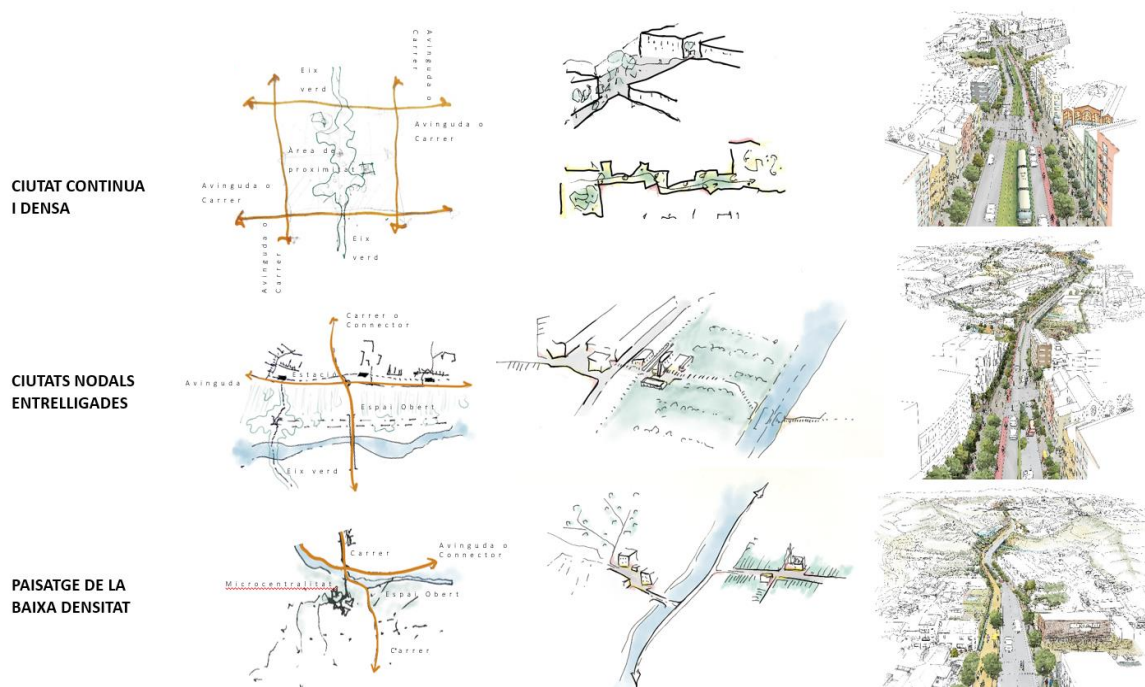 Avinguda o
Carrer
Eix
verd
Avinguda o
Carrer
Àrea de
proximitat
CIUTAT CONTINUA
I DENSA
Avinguda o
Carrer
Eix
verd
Avinguda o
Carrer
Carrer o
Connector
CIUTATS NODALS
ENTRELLIGADES
Avinguda
Estació
Espai Obert
Eix verd
Carrer
Avinguda o
Connector
PAISATGE DE LA
BAIXA DENSITAT
Microcentralitat
Espai Obert
Carrer